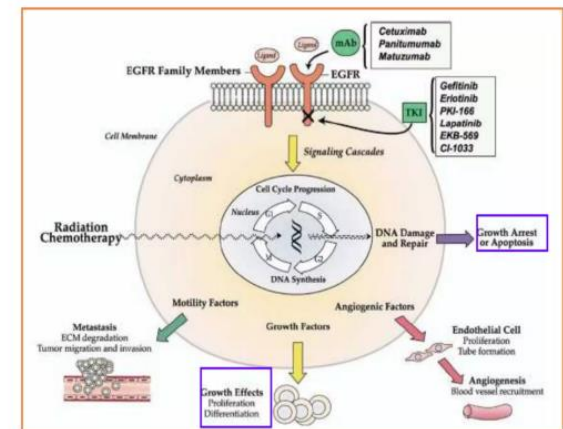 Ligand
Ligand
mAb
Cetuximab
Panitumumab
Matuzumab
EGFR Family Members
EGFR
TKI
Gefitinib
Erlotinib
PKI-166
Lapatinib
EKB-569
CI-1033
Cell Membrane
Signaling Cascades
Cytoplasm
Cell Cycle Progression
Nucleus
G1
S
M
G2
DNA Synthesis
Radiation
Chemotherapy
DNA Damage
and Repair
Growth Arrest
or Apoptosis
Motility Factors
Angiogenic Factors
Growth Factors
Metastasis
ECM degradation
Tumor migration and invasion
Endothelial Cell
Proliferation
Tube formation
Growth Effects
Proliferation
Differentiation
Angiogenesis
Blood vessel recruitment